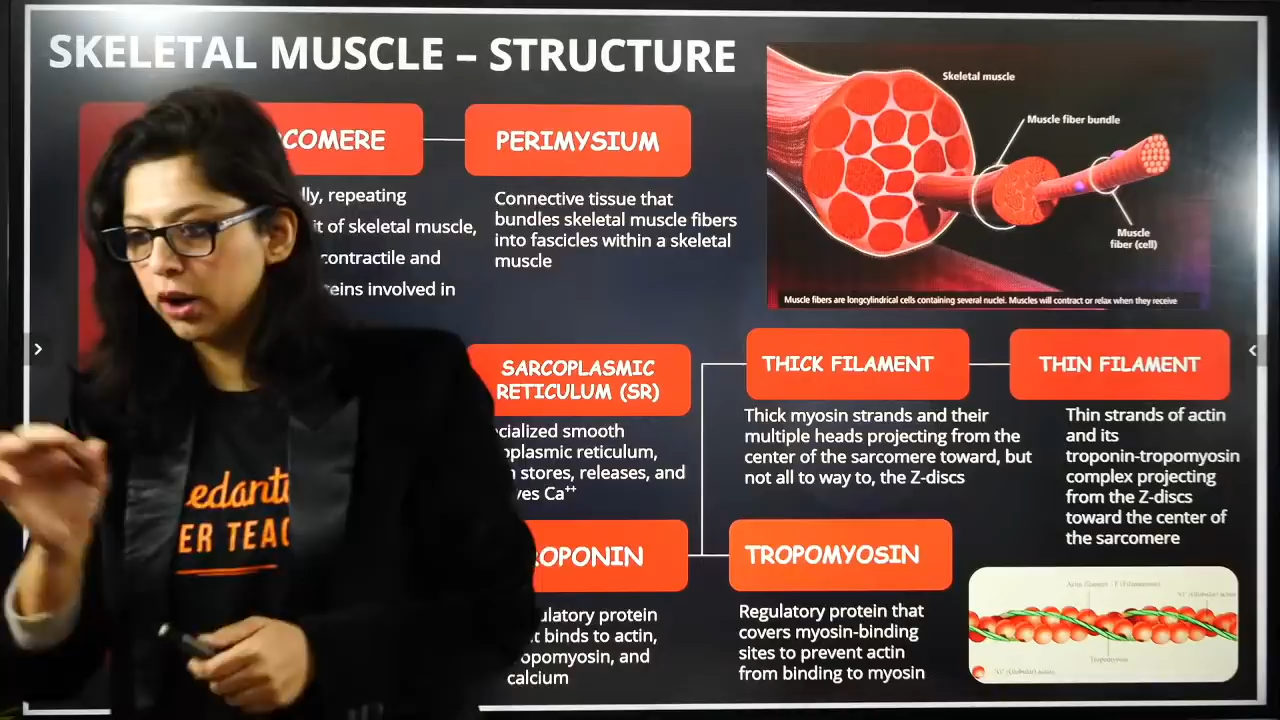 SKELETAL MUSCLE – STRUCTURE
COMERE
lly, repeating
it of skeletal muscle,
contractile and
eins involved in
PERIMYSIUM
Connective tissue that
bundles skeletal muscle fibers
into fascicles within a skeletal
muscle
Skeletal muscle
Muscle fiber bundle
Muscle
fiber (cell)
Muscle fibers are longcylindrical cells containing several nuclei. Muscles will contract or relax when they receive
SARCOPLASMIC
RETICULUM (SR)
cialized smooth
oplasmic reticulum,
stores, releases, and
ves Ca⁺⁺
THICK FILAMENT
Thick myosin strands and their
multiple heads projecting from the
center of the sarcomere toward, but
not all to way to, the Z-discs
THIN FILAMENT
Thin strands of actin
and its
troponin-tropomyosin
complex projecting
from the Z-discs
toward the center of
the sarcomere
OPONIN
ulatory protein
t binds to actin,
opomyosin, and
calcium
TROPOMYOSIN
Regulatory protein that
covers myosin-binding
sites to prevent actin
from binding to myosin
Tropomyosin
edant
ER TEAC